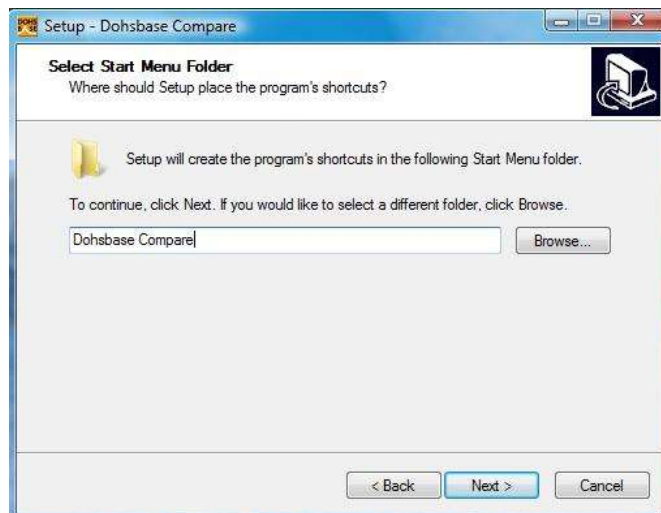 DOHS
BASE
Setup - Dohsbase Compare
Select Start Menu Folder
Where should Setup place the program's shortcuts?
Setup will create the program's shortcuts in the following Start Menu folder.
To continue, click Next. If you would like to select a different folder, click Browse.
Dohsbase Compare
Browse...
< Back
Next >
Cancel